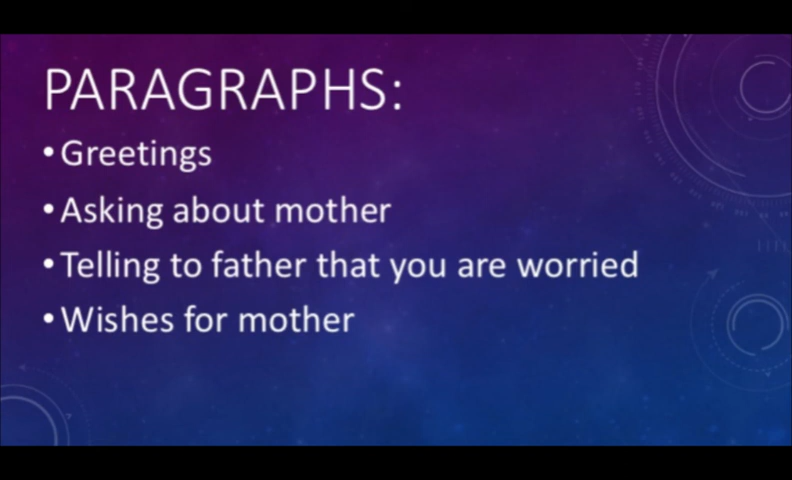 PARAGRAPHS:
• Greetings
• Asking about mother
• Telling to father that you are worried
• Wishes for mother